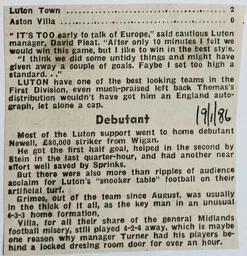 Luton Town ........................ 2
Aston Villa ........................ 0
"IT'S TOO early to talk of Europe," said cautious Luton
manager, David Pleat. "After only 10 minutes I felt we
would win this game, but I like to win in the best style.
"I think we did some untidy things and might have
given away a couple of goals. Maybe I set too high a
standard. . ."
LUTON have one of the best looking teams in the
First Division, even much-praised left back Thomas's
distribution wouldn't have got him an England auto-
graph, let alone a cap.
Debutant
19/1/86
Most of the Luton support went to home debutant
Newell, £80,000 striker from Wigan.
He got the first half goal, helped in the second by
Stein in the last quarter-hour, and had another near
effort well saved by Sprinks.
But there were also more than ripples of audience
acclaim for Luton's "snooker table" football on their
artificial turf.
Grimes, out of the team since August, was usually
in the thick of it all, as the key man in an unusual
4-3-3 home formation.
Villa, for all their share of the general Midlands
football misery, still played 4-2-4 away, which is maybe
one reason why manager Turner had his players be-
hind a locked dressing room door for over an hour.